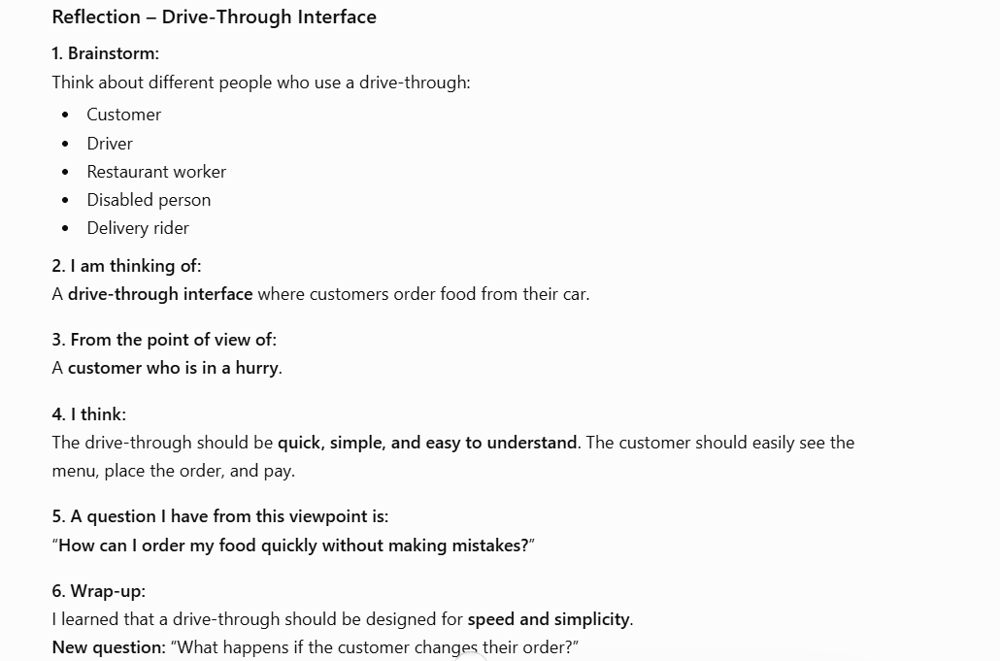 Reflection – Drive-Through Interface
1. Brainstorm:
Think about different people who use a drive-through:
• Customer
• Driver
• Restaurant worker
• Disabled person
• Delivery rider
2. I am thinking of:
A drive-through interface where customers order food from their car.
3. From the point of view of:
A customer who is in a hurry.
4. I think:
The drive-through should be quick, simple, and easy to understand. The customer should easily see the
menu, place the order, and pay.
5. A question I have from this viewpoint is:
“How can I order my food quickly without making mistakes?”
6. Wrap-up:
I learned that a drive-through should be designed for speed and simplicity.
New question: “What happens if the customer changes their order?”